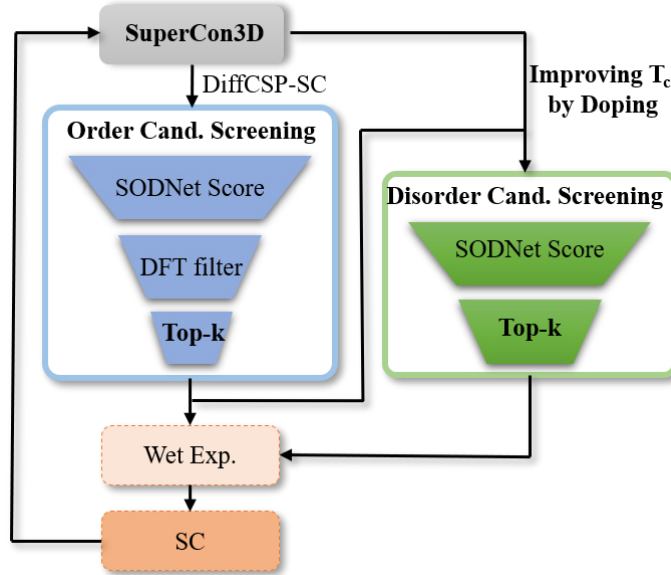 SuperCon3D
DiffCSP-SC
Improving Tc
by Doping
Order Cand. Screening
SODNet Score
DFT filter
Top-k
Disorder Cand. Screening
SODNet Score
Top-k
Wet Exp.
SC